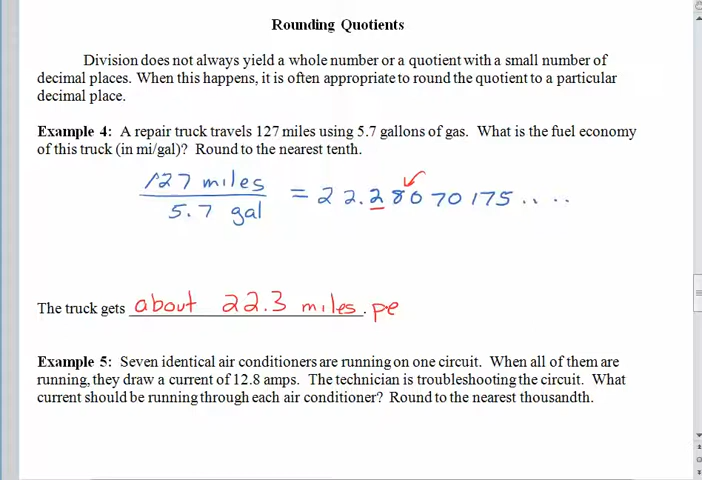 Rounding Quotients
Division does not always yield a whole number or a quotient with a small number of
decimal places. When this happens, it is often appropriate to round the quotient to a particular
decimal place.
Example 4: A repair truck travels 127 miles using 5.7 gallons of gas. What is the fuel economy
of this truck (in mi/gal)? Round to the nearest tenth.
127 miles
5.7 gal
= 22.28070175.. ..
The truck gets about 22.3 miles. pe
Example 5: Seven identical air conditioners are running on one circuit. When all of them are
running, they draw a current of 12.8 amps. The technician is troubleshooting the circuit. What
current should be running through each air conditioner? Round to the nearest thousandth.